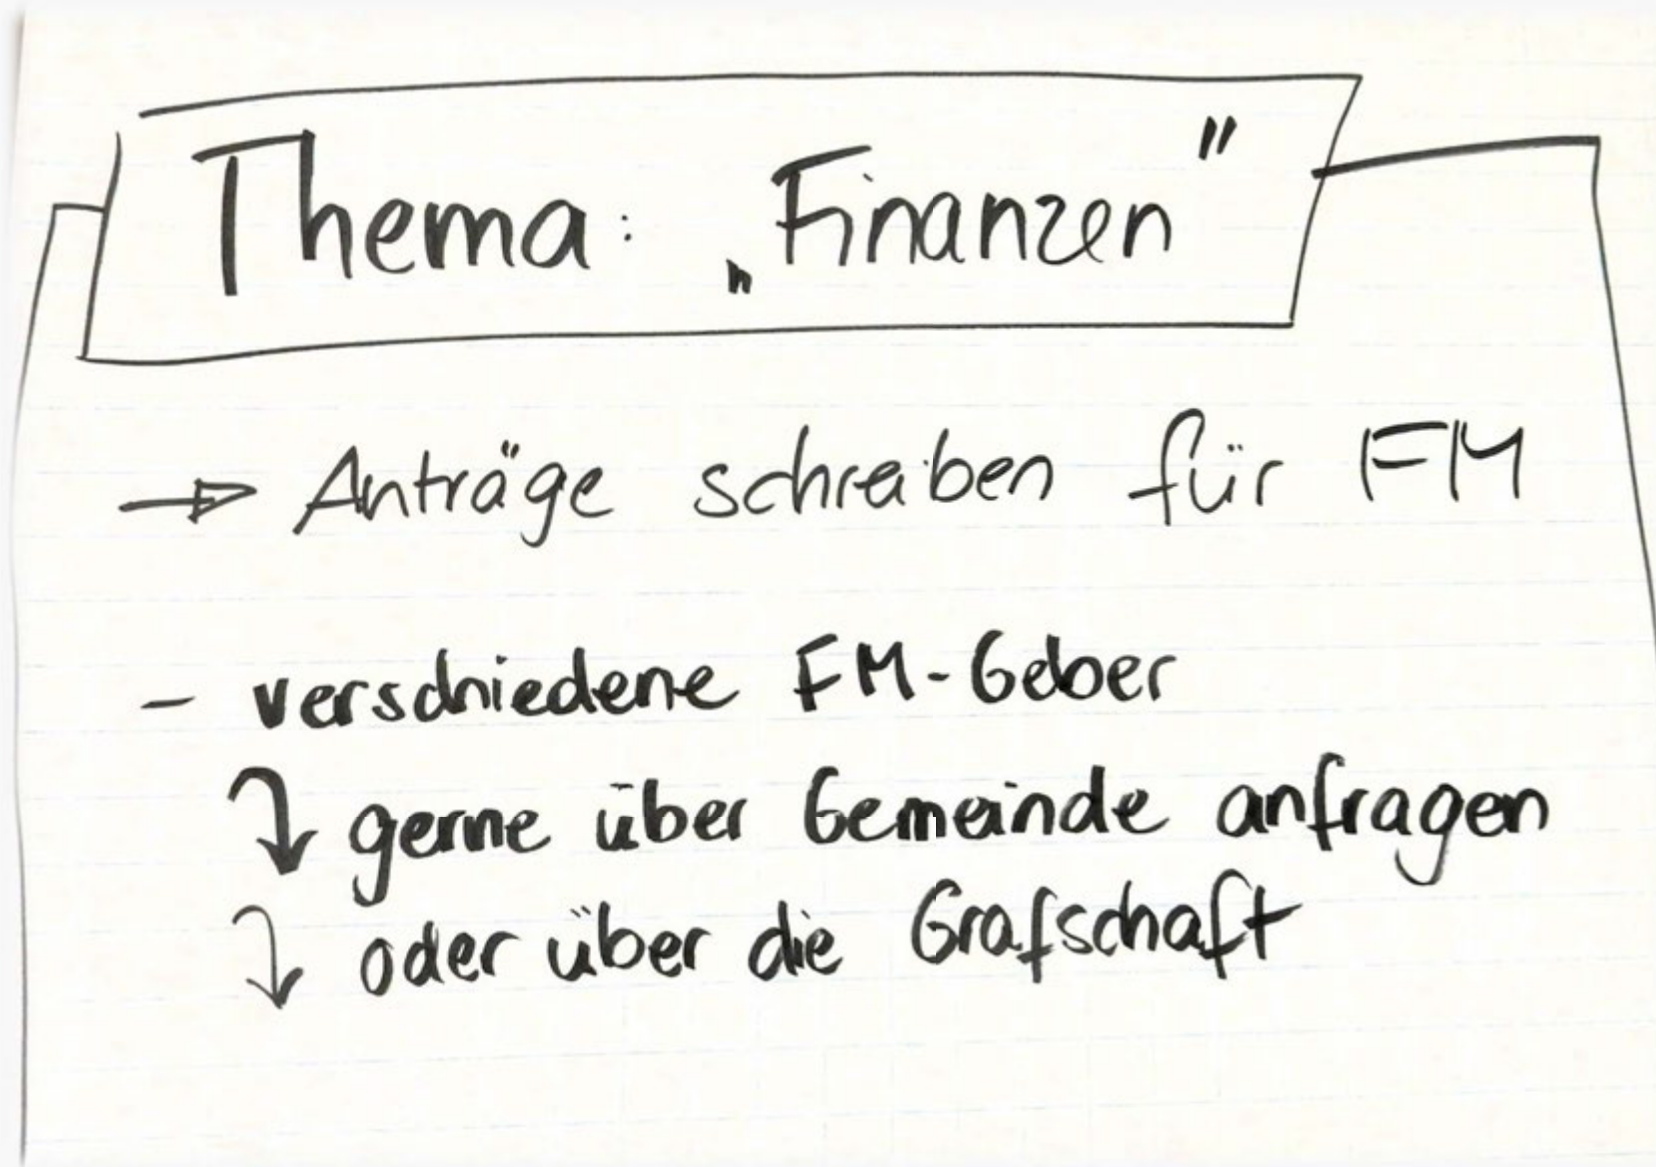 Thema: „Finanzen"
→ Anträge schreiben für FM
- verschiedene FM-Geber
↴ gerne über Gemeinde anfragen
↴ oder über die Grafschaft